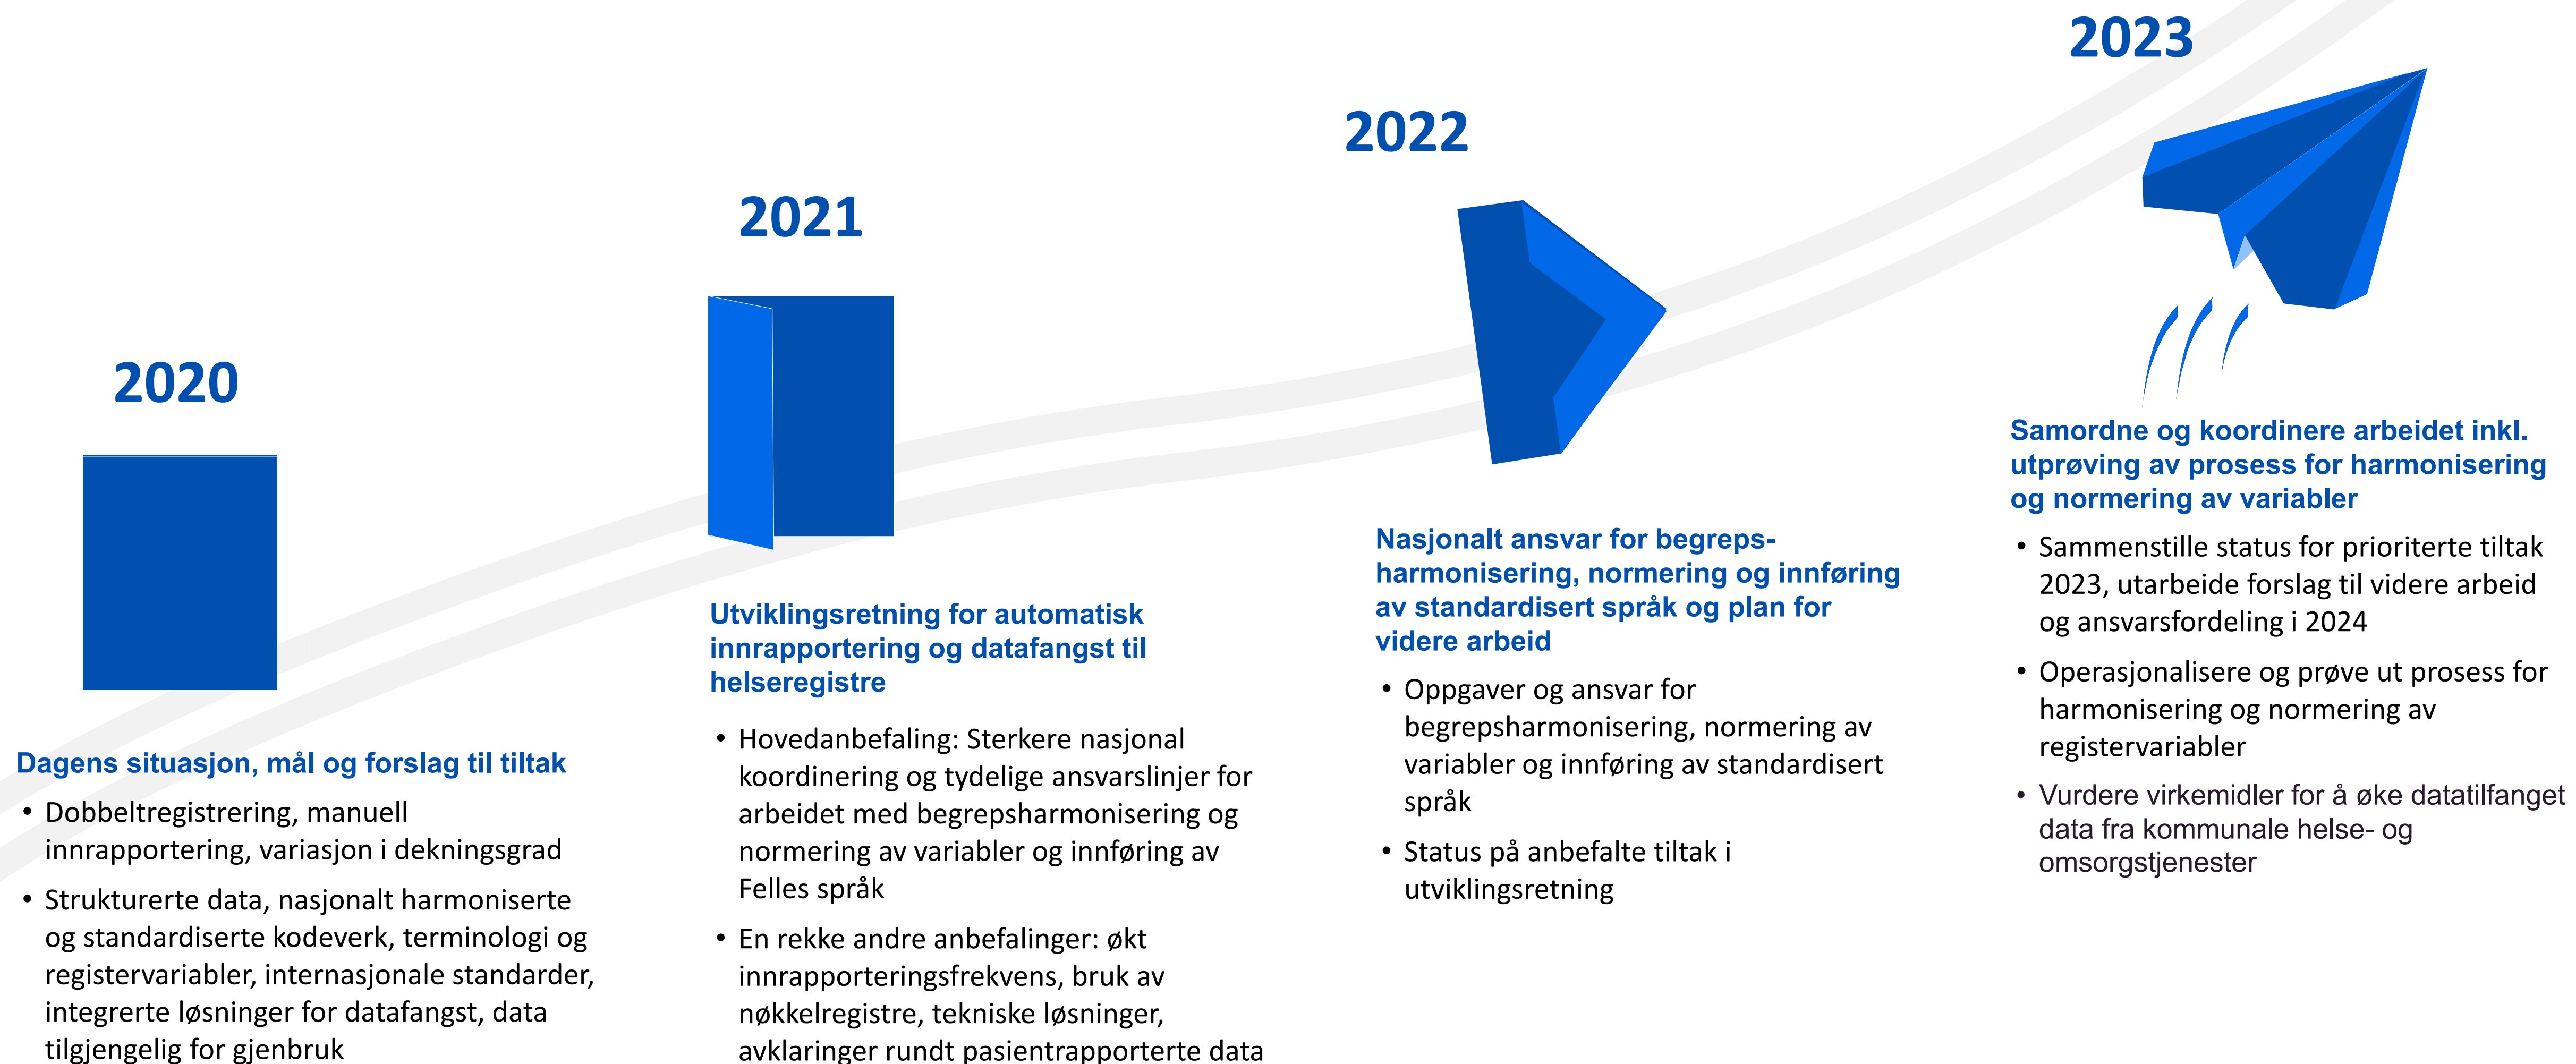 2020
Dagens situasjon, mål og forslag til tiltak
• Dobbeltregistrering, manuell
innrapportering, variasjon i dekningsgrad
• Strukturerte data, nasjonalt harmoniserte
og standardiserte kodeverk, terminologi og
registervariabler, internasjonale standarder,
integrerte løsninger for datafangst, data
tilgjengelig for gjenbruk
2021
Utviklingsretning for automatisk
innrapportering og datafangst til
helseregistre
• Hovedanbefaling: Sterkere nasjonal
koordinering og tydelige ansvarslinjer for
arbeidet med begrepsharmonisering og
normering av variabler og innføring av
Felles språk
• En rekke andre anbefalinger: økt
innrapporteringsfrekvens, bruk av
nøkkelregistre, tekniske løsninger,
avklaringer rundt pasientrapporterte data
2022
Nasjonalt ansvar for begreps-
harmonisering, normering og innføring
av standardisert språk og plan for
videre arbeid
• Oppgaver og ansvar for
begrepsharmonisering, normering av
variabler og innføring av standardisert
språk
• Status på anbefalte tiltak i
utviklingsretning
2023
Samordne og koordinere arbeidet inkl.
utprøving av prosess for harmonisering
og normering av variabler
• Sammenstille status for prioriterte tiltak
2023, utarbeide forslag til videre arbeid
og ansvarsfordeling i 2024
• Operasjonalisere og prøve ut prosess for
harmonisering og normering av
registervariabler
• Vurdere virkemidler for å øke datatilfanget
data fra kommunale helse- og
omsorgstjenester